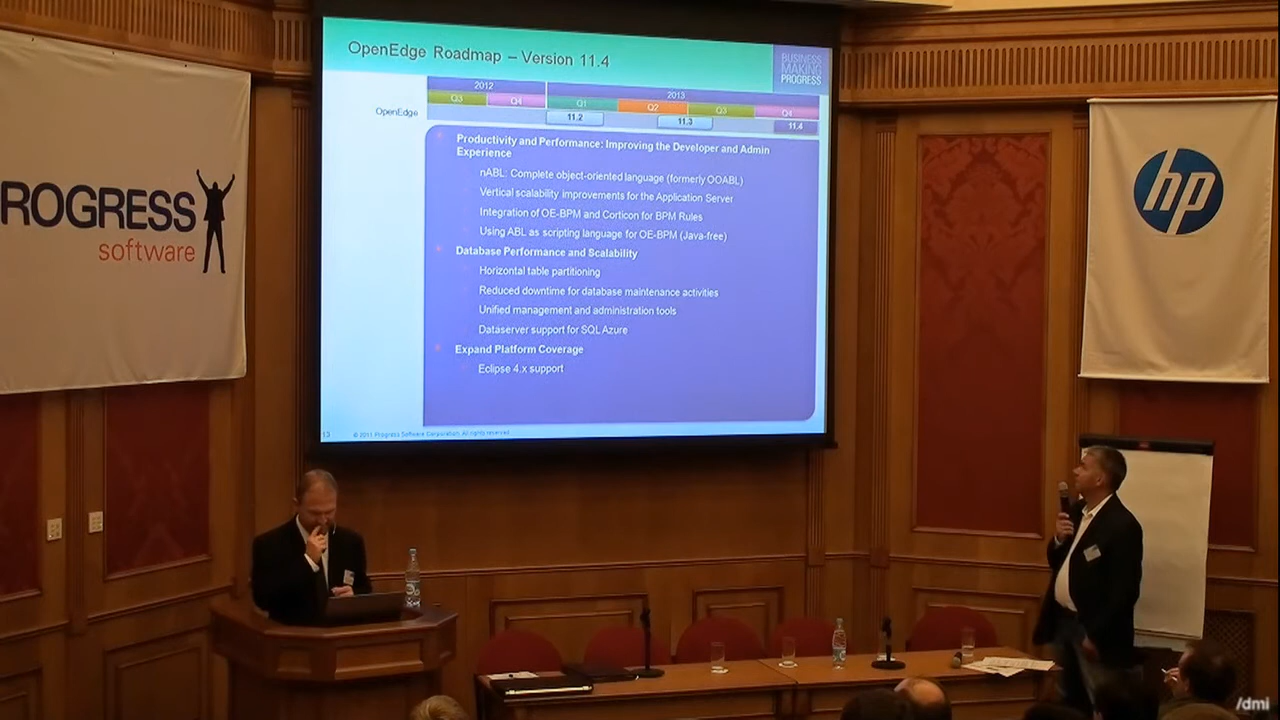 OpenEdge Roadmap – Version 11.4
BUSINESS
MAKING
PROGRESS
2012
2013
Q3
Q4
Q1
Q2
Q3
Q4
OpenEdge
11.2
11.3
11.4
Productivity and Performance: Improving the Developer and Admin
Experience
nABL: Complete object-oriented language (formerly OOABL)
Vertical scalability improvements for the Application Server
Integration of OE-BPM and Corticon for BPM Rules
Using ABL as scripting language for OE-BPM (Java-free)
Database Performance and Scalability
Horizontal table partitioning
Reduced downtime for database maintenance activities
Unified management and administration tools
Dataserver support for SQL Azure
Expand Platform Coverage
Eclipse 4.x support
13
© 2011 Progress Software Corporation. All rights reserved.
ROGRESS
software
hp
/dmi